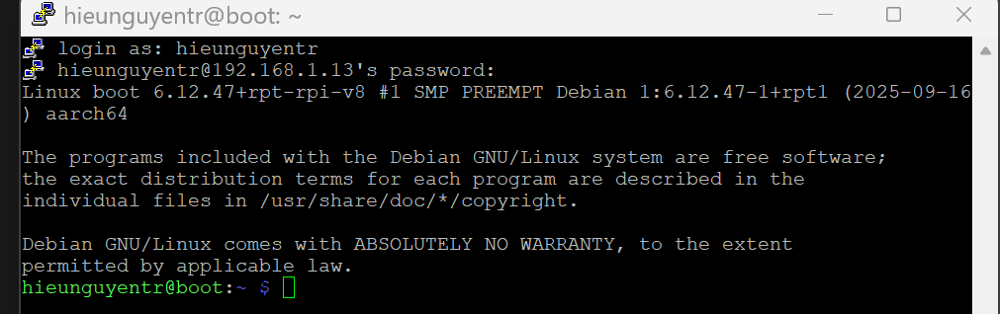 hieunguyentr@boot: ~
login as: hieunguyentr
hieunguyentr@192.168.1.13's password:
Linux boot 6.12.47+rpt-rpi-v8 #1 SMP PREEMPT Debian 1:6.12.47-1+rpt1 (2025-09-16
) aarch64
The programs included with the Debian GNU/Linux system are free software;
the exact distribution terms for each program are described in the
individual files in /usr/share/doc/*/copyright.
Debian GNU/Linux comes with ABSOLUTELY NO WARRANTY, to the extent
permitted by applicable law.
hieunguyentr@boot:~ $